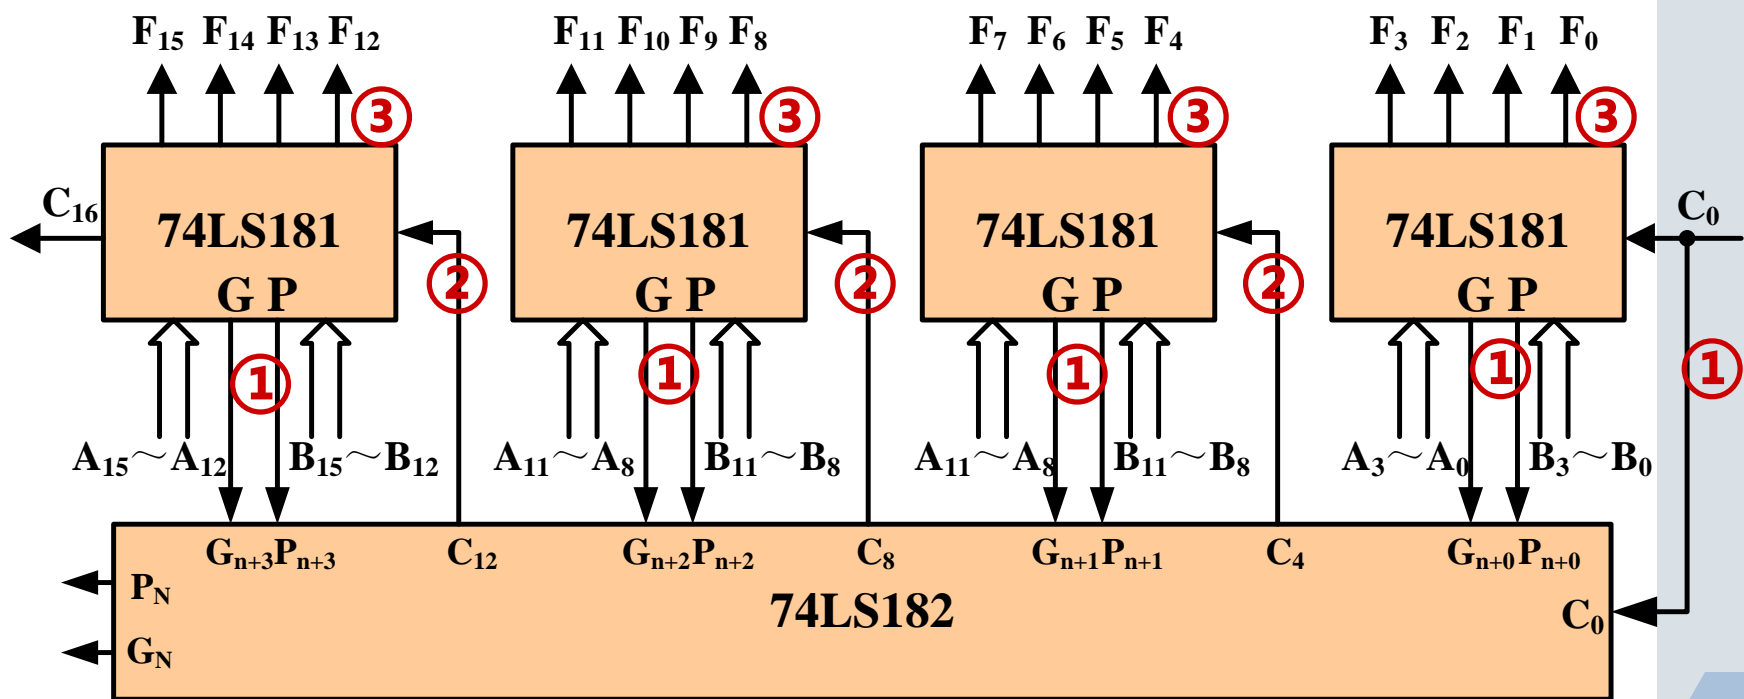 F15 F14 F13 F12 F11 F10 F9 F8 F7 F6 F5 F4 F3 F2 F1 F0
③ ③ ③ ③
C16 74LS181 74LS181 74LS181 74LS181 C0
② ② ②
G P G P G P G P
① ① ① ① ①
A15～A12 B15～B12 A11～A8 B11～B8 A11～A8 B11～B8 A3～A0 B3～B0
Gn+3Pn+3 C12 Gn+2Pn+2 C8 Gn+1Pn+1 C4 Gn+0Pn+0
PN 74LS182 C0
GN